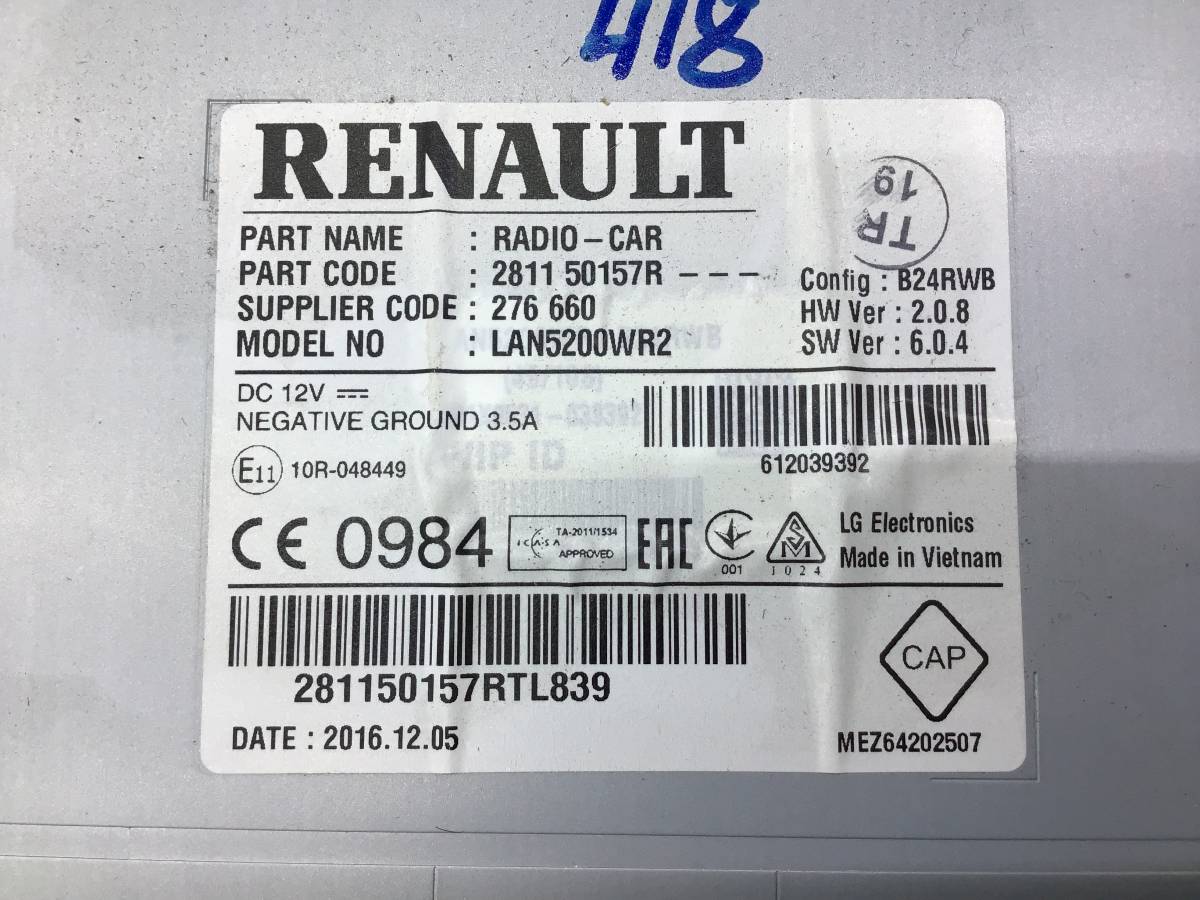 418
RENAULT
TR
19
PART NAME : RADIO-CAR
PART CODE : 2811 50157R ---
SUPPLIER CODE : 276 660
MODEL NO : LAN5200WR2
Config : B24RWB
HW Ver : 2.0.8
SW Ver : 6.0.4
DC 12V
NEGATIVE GROUND 3.5A
612039392
E11 10R-048449
CE 0984
ICASA
TA-2011/1534
APPROVED
EAC
001
SM
1024
LG Electronics
Made in Vietnam
281150157RTL839
CAP
DATE : 2016.12.05
MEZ64202507